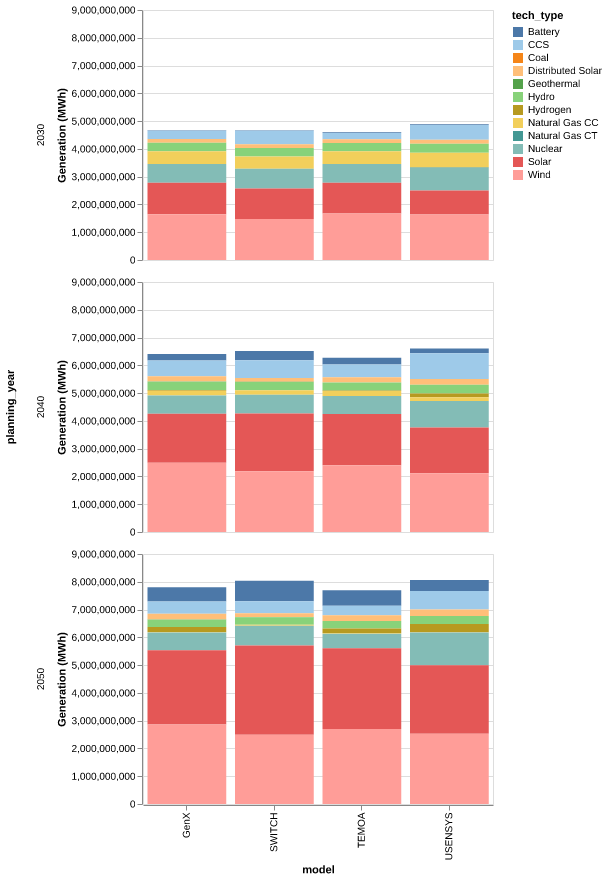 tech_type
Battery
CCS
Coal
Distributed Solar
Geothermal
Hydro
Hydrogen
Natural Gas CC
Natural Gas CT
Nuclear
Solar
Wind
planning_year
2030
Generation (MWh)
9,000,000,000
8,000,000,000
7,000,000,000
6,000,000,000
5,000,000,000
4,000,000,000
3,000,000,000
2,000,000,000
1,000,000,000
0
2040
Generation (MWh)
9,000,000,000
8,000,000,000
7,000,000,000
6,000,000,000
5,000,000,000
4,000,000,000
3,000,000,000
2,000,000,000
1,000,000,000
0
2050
Generation (MWh)
9,000,000,000
8,000,000,000
7,000,000,000
6,000,000,000
5,000,000,000
4,000,000,000
3,000,000,000
2,000,000,000
1,000,000,000
0
GenX
SWITCH
TEMOA
USENSYS
model